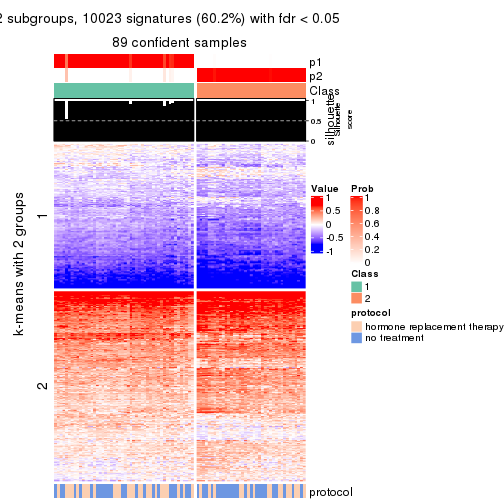 2 subgroups, 10023 signatures (60.2%) with fdr < 0.05
89 confident samples
p1
p2
Class
1
0.5
0
silhouette
Silhouette
score
k-means with 2 groups
1
2
Value
1
0.5
0
-0.5
-1
Prob
1
0.8
0.6
0.4
0.2
0
Class
1
2
protocol
hormone replacement therapy
no treatment
protocol